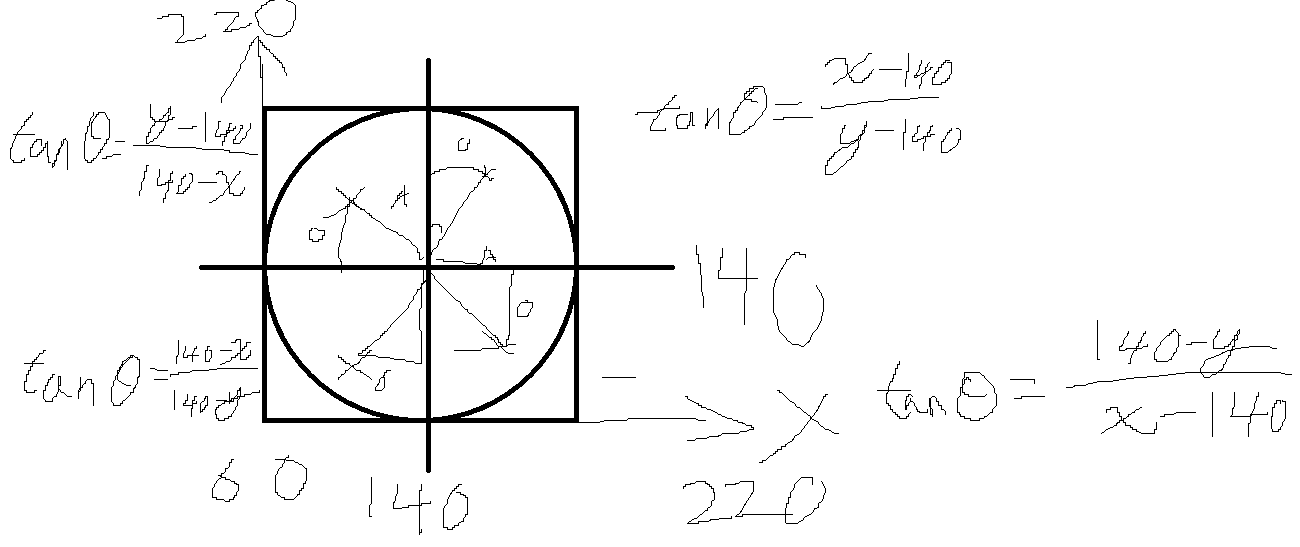 220
tanθ = y-140 / 140-x
tanθ = x-140 / y-140
O
A
O
A
140
O
tanθ = 140-x / 140-y
O
tanθ = 140-y / x-140
X
60
140
220